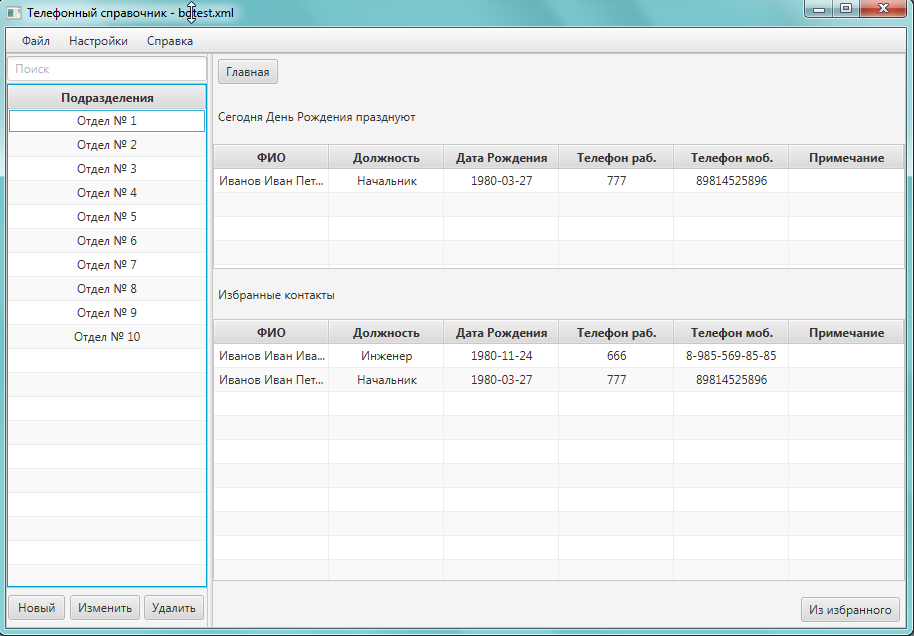 Телефонный справочник - bdtest.xml
Файл Настройки Справка
Поиск
Подразделения
Отдел № 1
Отдел № 2
Отдел № 3
Отдел № 4
Отдел № 5
Отдел № 6
Отдел № 7
Отдел № 8
Отдел № 9
Отдел № 10
Новый Изменить Удалить
Главная
Сегодня День Рождения празднуют
ФИО Должность Дата Рождения Телефон раб. Телефон моб. Примечание
Иванов Иван Пет... Начальник 1980-03-27 777 89814525896
Избранные контакты
ФИО Должность Дата Рождения Телефон раб. Телефон моб. Примечание
Иванов Иван Ива... Инженер 1980-11-24 666 8-985-569-85-85
Иванов Иван Пет... Начальник 1980-03-27 777 89814525896
Из избранного